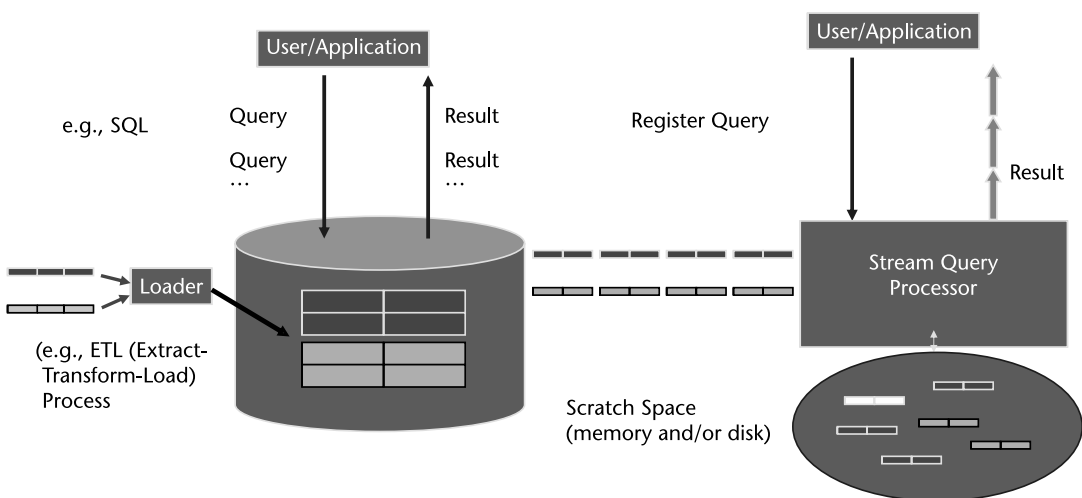 User/Application
e.g., SQL
Query
Result
Query
Result
...
...
Loader
(e.g., ETL (Extract-
Transform-Load)
Process
User/Application
Register Query
Result
Stream Query
Processor
Scratch Space
(memory and/or disk)